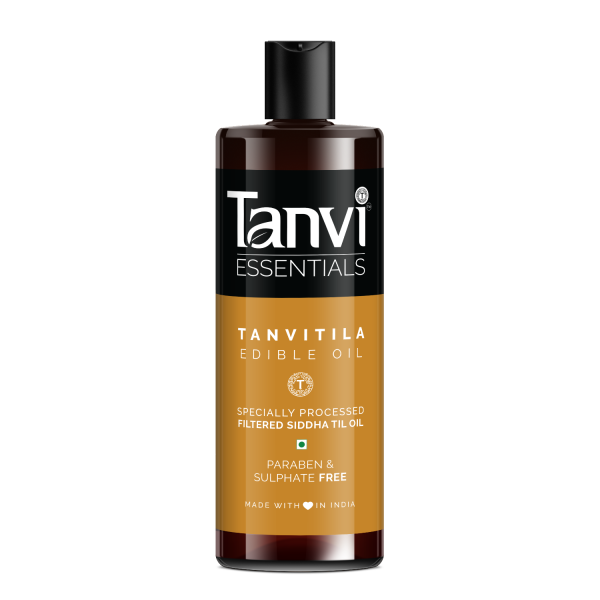 Tanvi
ESSENTIALS
TANVITILA
EDIBLE OIL
T
SPECIALLY PROCESSED
FILTERED SIDDHA TIL OIL
PARABEN &
SULPHATE FREE
MADE WITH ♥ IN INDIA